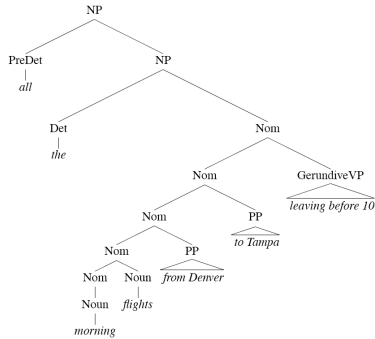 NP
PreDet NP
all
Det Nom
the
Nom GerundiveVP
leaving before 10
Nom PP
to Tampa
Nom PP
Nom Noun from Denver
Noun flights
morning